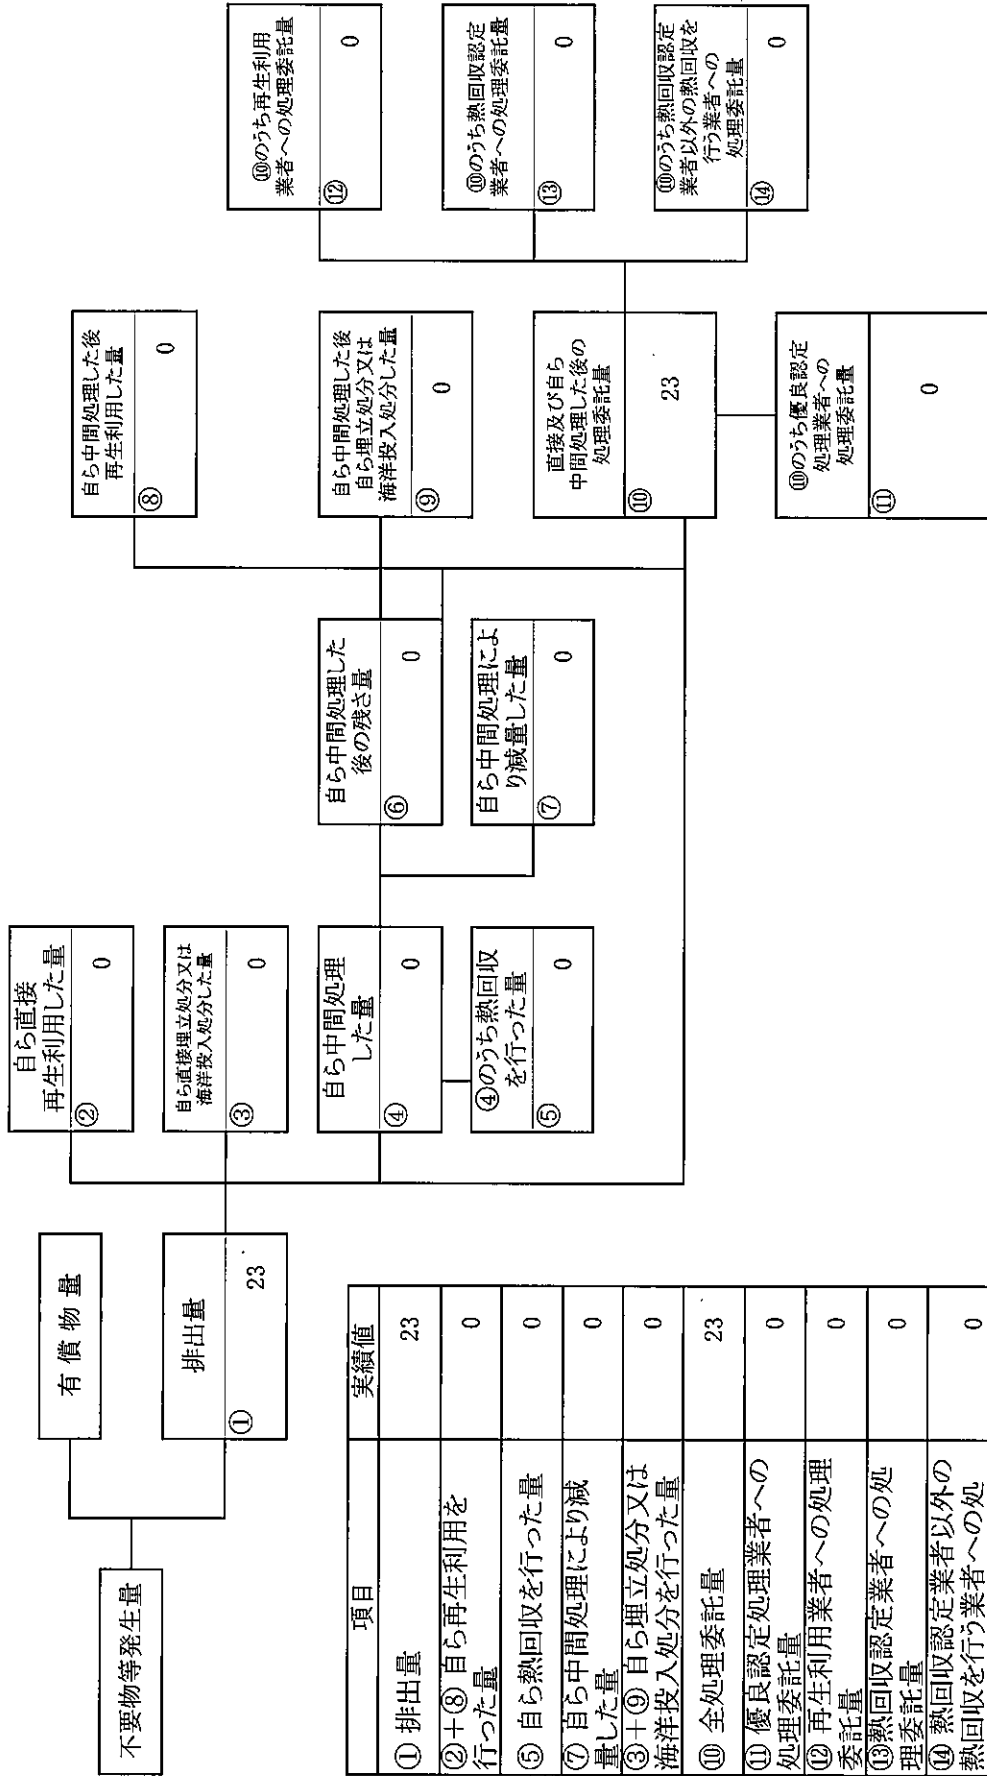 不要物等発生量
有償物量
排出量
①
23
自ら直接
再生利用した量
②
0
自ら直接埋立処分又は
海洋投入処分した量
③
0
自ら中間処理
した量
④
0
④のうち熱回収
を行った量
⑤
0
自ら中間処理した
後の残さ量
⑥
0
自ら中間処理によ
り減量した量
⑦
0
自ら中間処理した後
再生利用した量
⑧
0
自ら中間処理した後
自ら埋立処分又は
海洋投入処分した量
⑨
0
直接及び自ら
中間処理した後の
処理委託量
⑩
23
⑩のうち優良認定
処理業者への
処理委託量
⑪
0
⑩のうち再生利用
業者への処理委託量
⑫
0
⑩のうち熱回収認定
業者への処理委託量
⑬
0
⑩のうち熱回収認定
業者以外の熱回収を
行う業者への
処理委託量
⑭
0
項目 実績値
① 排出量 23
②+⑧ 自ら再生利用を
行った量 0
⑤ 自ら熱回収を行った量 0
⑦ 自ら中間処理により減
量した量 0
③+⑨ 自ら埋立処分又は
海洋投入処分を行った量 0
⑩ 全処理委託量 23
⑪ 優良認定処理業者への
処理委託量 0
⑫ 再生利用業者への処理
委託量 0
⑬熱回収認定業者への処
理委託量 0
⑭ 熱回収認定業者以外の
熱回収を行う業者への処 0